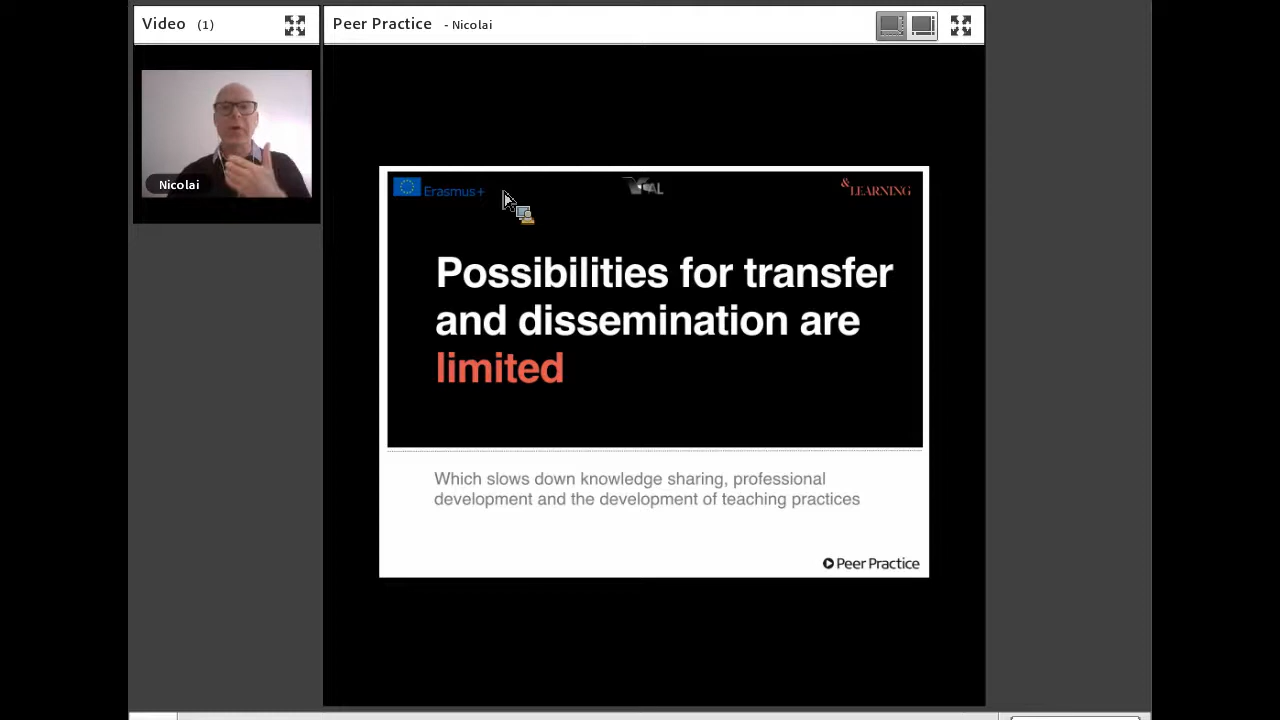 Video (1)
Peer Practice - Nicolai
Nicolai
Erasmus+
& LEARNING
Possibilities for transfer
and dissemination are
limited
Which slows down knowledge sharing, professional
development and the development of teaching practices
Peer Practice